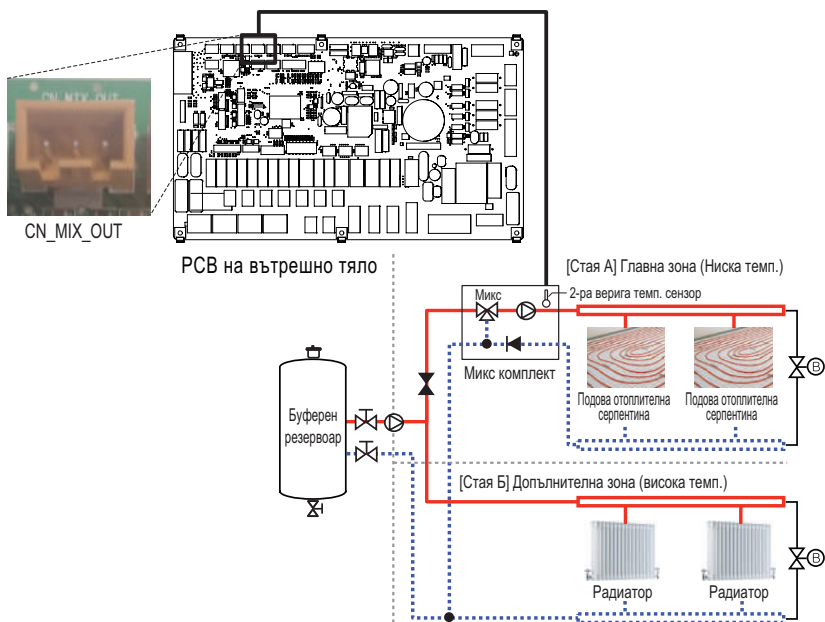 CN_MIX_OUT
CN_MIX_OUT
PCB на вътрешно тяло
[Стая А] Главна зона (Ниска темп.)
Микс
2-ра верига темп. сензор
Микс комплект
Подова отоплителна
серпентина
Подова отоплителна
серпентина
B
Буферен
резервоар
[Стая Б] Допълнителна зона (висока темп.)
B
Радиатор
Радиатор